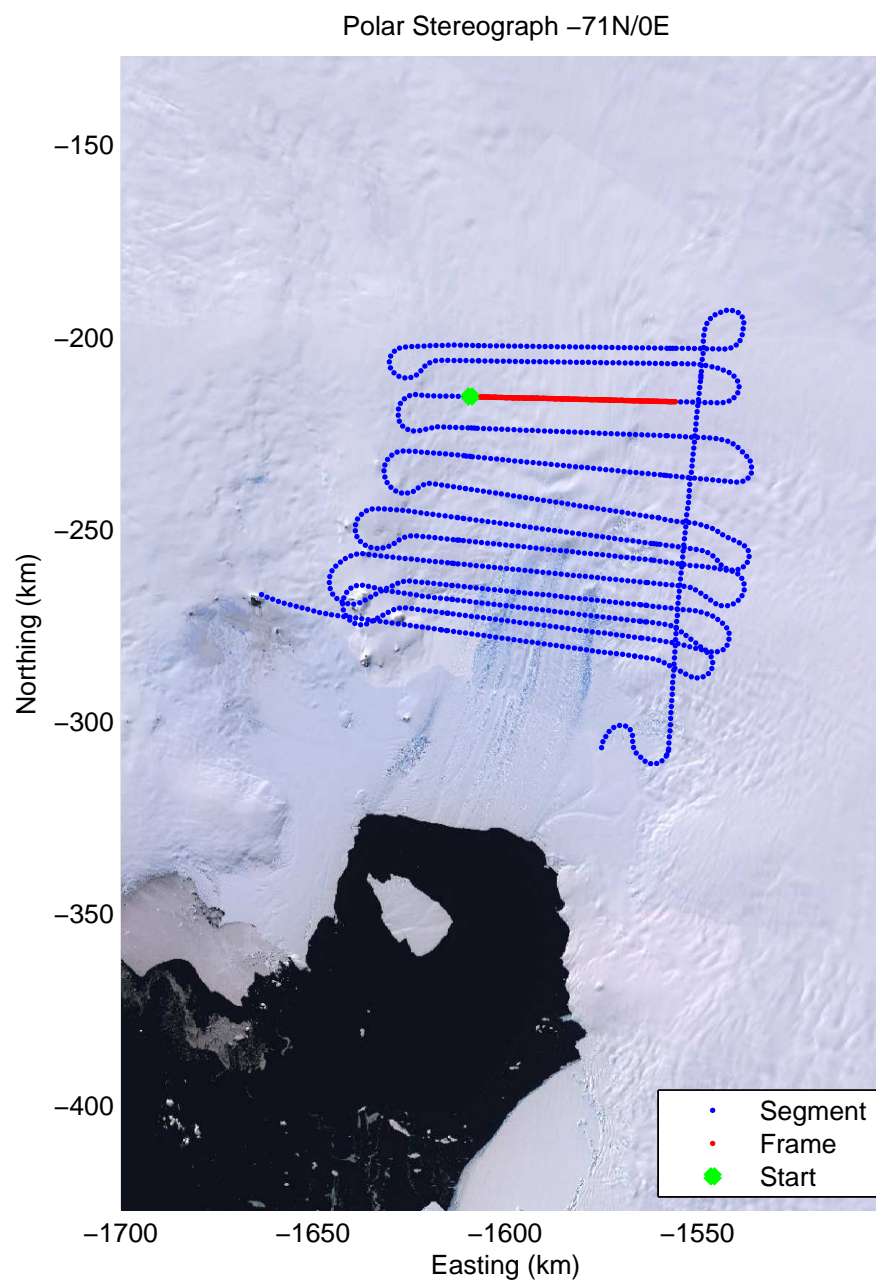 Polar Stereograph −71N/0E
−150
−200
−250
−300
−350
−400
Northing (km)
Segment
Frame
Start
−1700
−1650
−1600
−1550
Easting (km)